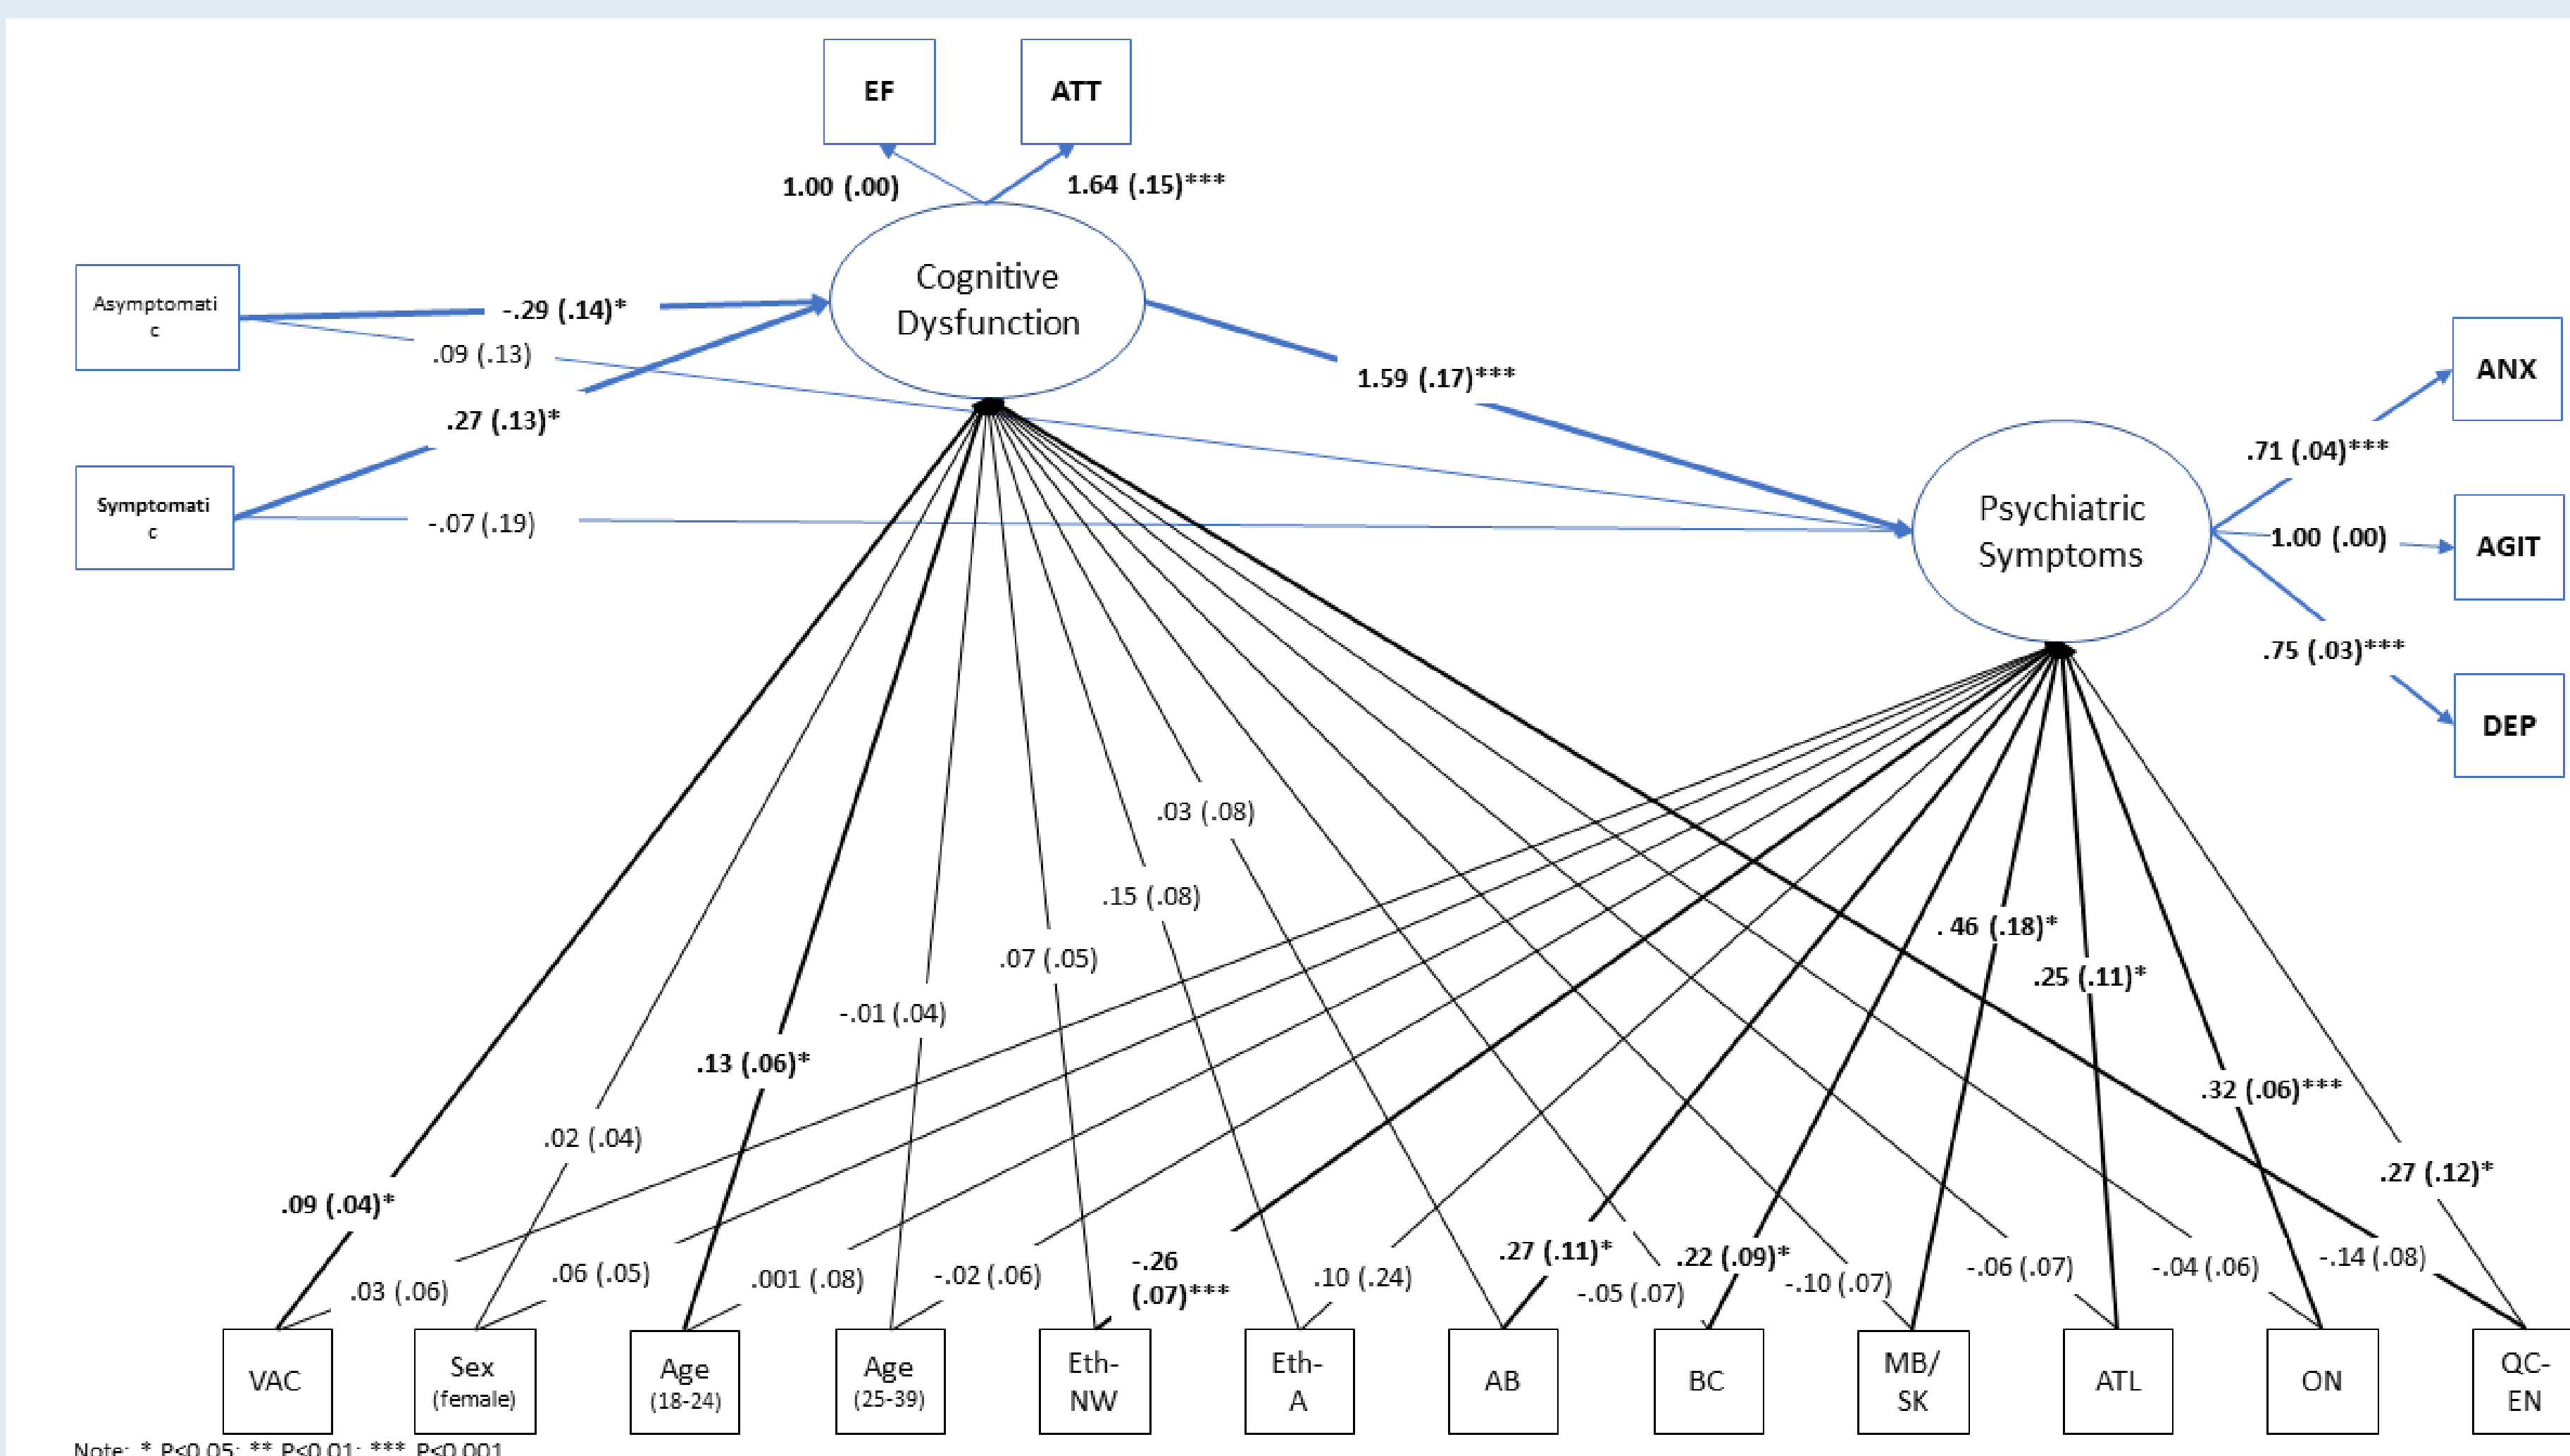 EF
ATT
1.00 (.00)
1.64 (.15)***
Asymptomati
c
-.29 (.14)*
.09 (.13)
Cognitive
Dysfunction
1.59 (.17)***
.27 (.13)*
Symptomati
c
-.07 (.19)
Psychiatric
Symptoms
ANX
.71 (.04)***
1.00 (.00)
AGIT
.75 (.03)***
DEP
.03 (.08)
.15 (.08)
.07 (.05)
-.01 (.04)
.13 (.06)*
.02 (.04)
.09 (.04)*
. 46 (.18)*
.25 (.11)*
.32 (.06)***
.27 (.12)*
.03 (.06)
.06 (.05)
.001 (.08)
-.02 (.06)
-.26
(.07)***
.10 (.24)
.27 (.11)*
-.05 (.07)
.22 (.09)*
-.10 (.07)
-.06 (.07)
-.04 (.06)
-.14 (.08)
VAC
Sex
(female)
Age
(18-24)
Age
(25-39)
Eth-
NW
Eth-
A
AB
BC
MB/
SK
ATL
ON
QC-
EN
Note: * P<0.05; ** P<0.01; *** P<0.001